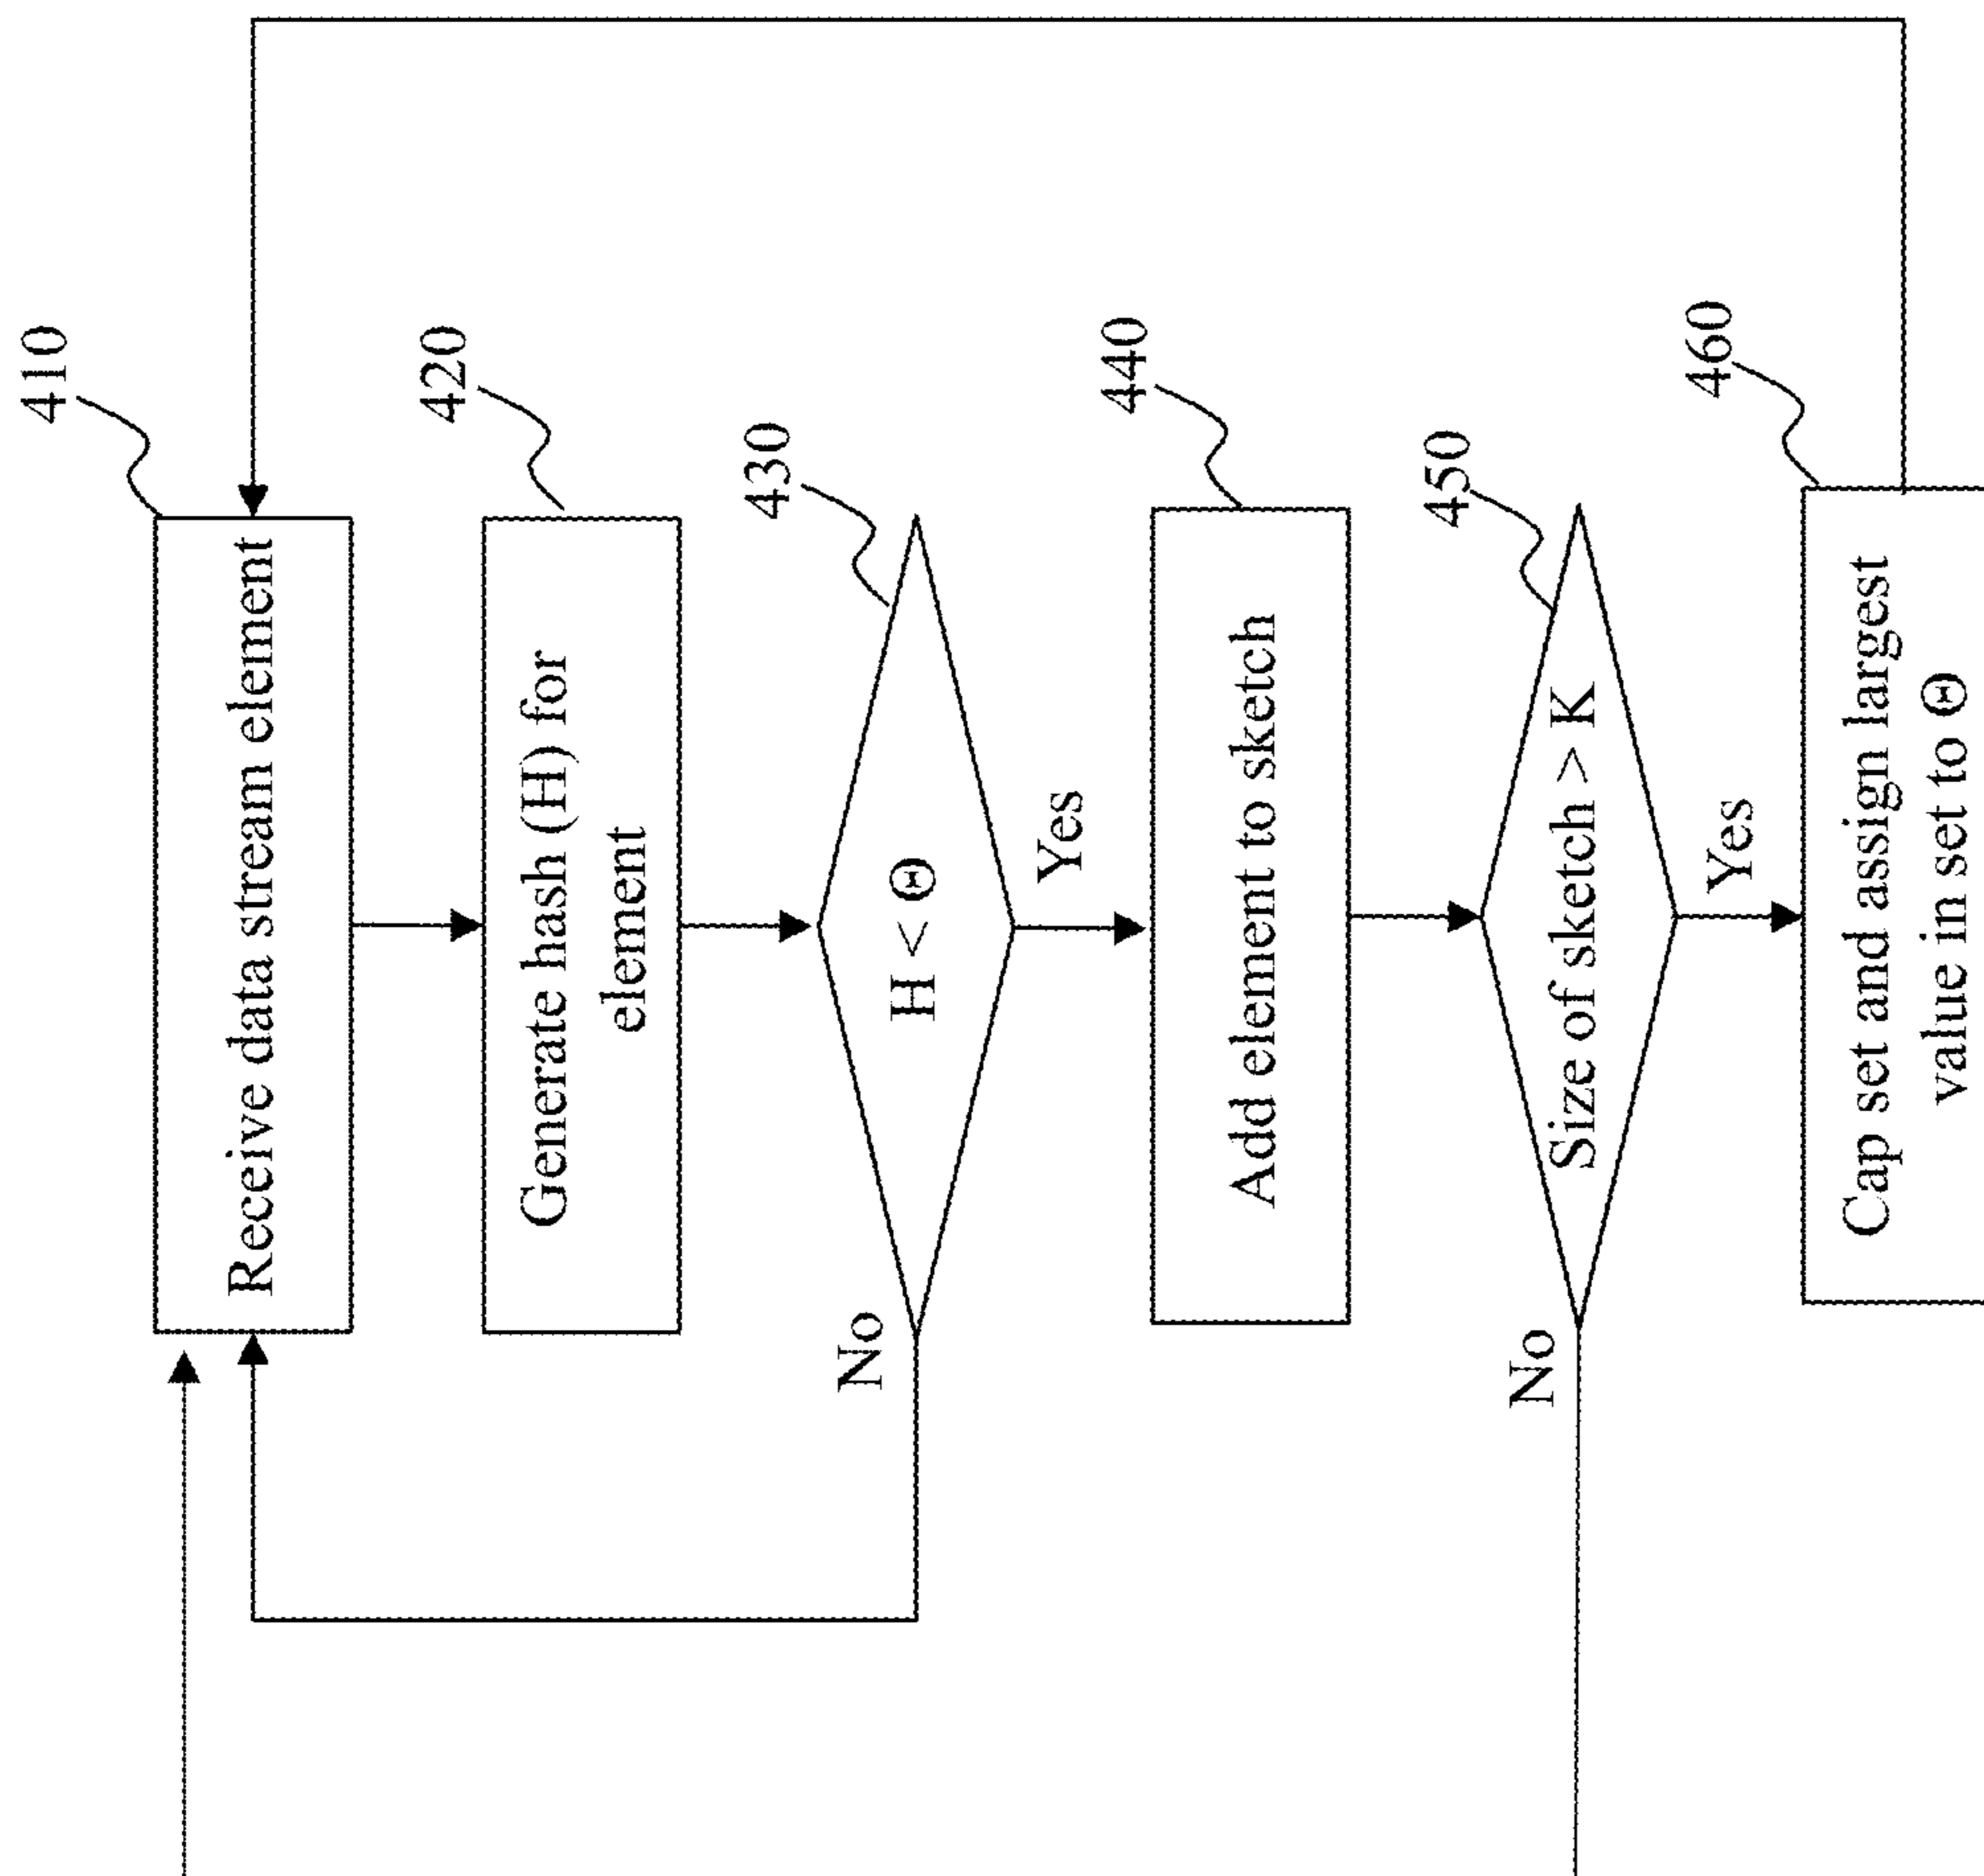 410
Receive data stream element
420
Generate hash (H) for
element
430
H < Θ
No
Yes
440
Add element to sketch
450
Size of sketch > K
No
Yes
460
Cap set and assign largest
value in set to Θ